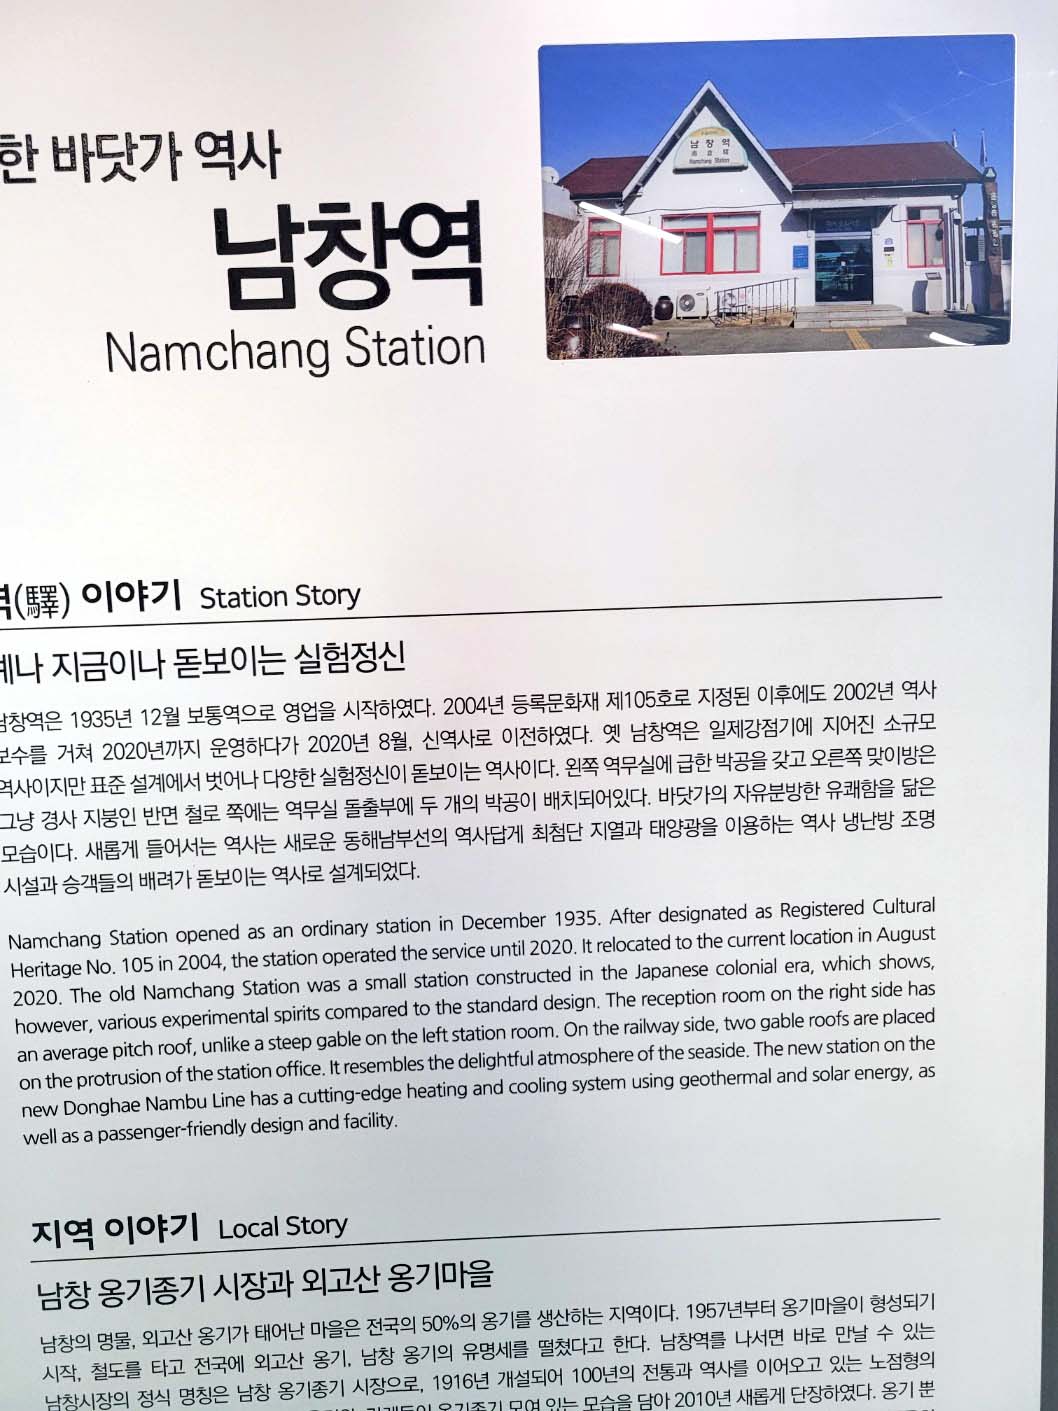 한 바닷가 역사
남창역
Namchang Station
남 창 역
Namchang Station
역(驛) 이야기 Station Story
예나 지금이나 돋보이는 실험정신
남창역은 1935년 12월 보통역으로 영업을 시작하였다. 2004년 등록문화재 제105호로 지정된 이후에도 2002년 역사
보수를 거쳐 2020년까지 운영하다가 2020년 8월, 신역사로 이전하였다. 옛 남창역은 일제강점기에 지어진 소규모
역사이지만 표준 설계에서 벗어나 다양한 실험정신이 돋보이는 역사이다. 왼쪽 역무실에 급한 박공을 갖고 오른쪽 맞이방은
그냥 경사 지붕인 반면 철로 쪽에는 역무실 돌출부에 두 개의 박공이 배치되어있다. 바닷가의 자유분방한 유쾌함을 닮은
모습이다. 새롭게 들어서는 역사는 새로운 동해남부선의 역사답게 최첨단 지열과 태양광을 이용하는 역사 냉난방 조명
시설과 승객들의 배려가 돋보이는 역사로 설계되었다.
Namchang Station opened as an ordinary station in December 1935. After designated as Registered Cultural
Heritage No. 105 in 2004, the station operated the service until 2020. It relocated to the current location in August
2020. The old Namchang Station was a small station constructed in the Japanese colonial era, which shows,
however, various experimental spirits compared to the standard design. The reception room on the right side has
an average pitch roof, unlike a steep gable on the left station room. On the railway side, two gable roofs are placed
on the protrusion of the station office. It resembles the delightful atmosphere of the seaside. The new station on the
new Donghae Nambu Line has a cutting-edge heating and cooling system using geothermal and solar energy, as
well as a passenger-friendly design and facility.
지역 이야기 Local Story
남창 옹기종기 시장과 외고산 옹기마을
남창의 명물, 외고산 옹기가 태어난 마을은 전국의 50%의 옹기를 생산하는 지역이다. 1957년부터 옹기마을이 형성되기
시작, 철도를 타고 전국에 외고산 옹기, 남창 옹기의 유명세를 떨쳤다고 한다. 남창역를 나서면 바로 만날 수 있는
남창시장의 정식 명칭은 남창 옹기종기 시장으로, 1916년 개설되어 100년의 전통과 역사를 이어오고 있는 노점형의
옹기종기 모여 있는 모습을 담아 2010년 새롭게 단장하였다. 옹기 뿐